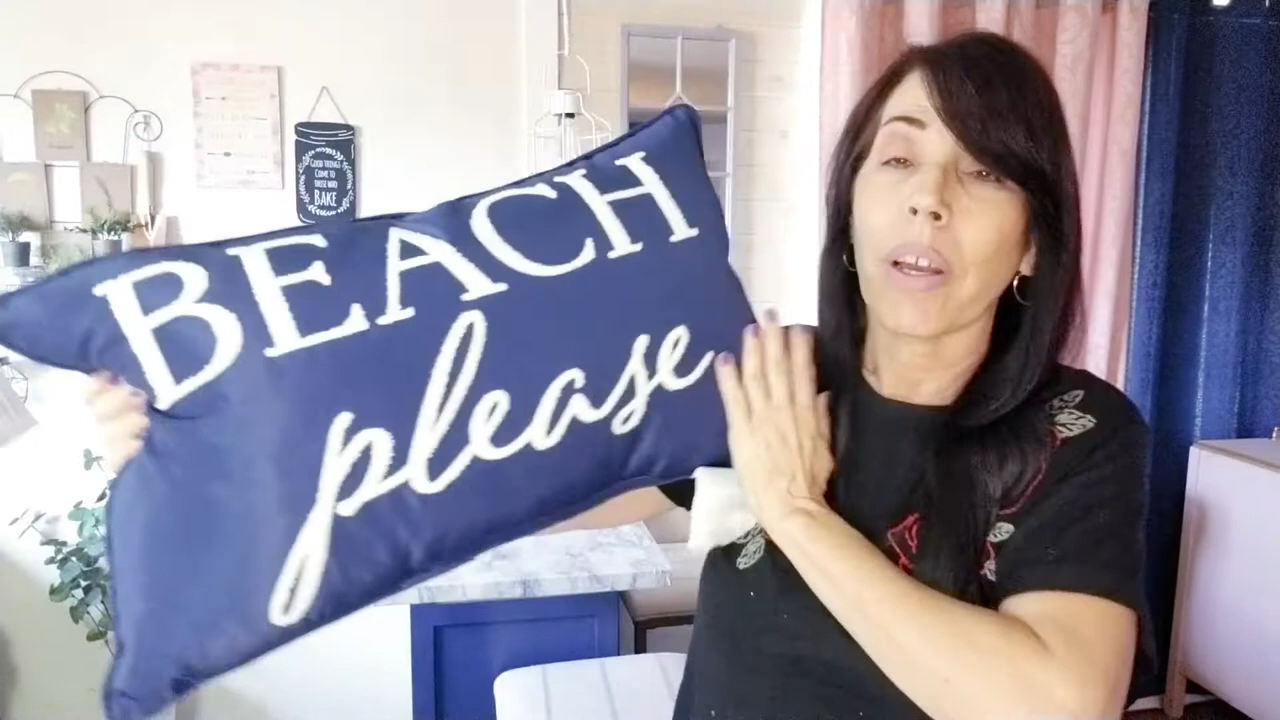 BEACH
please
GOOD THINGS
COME TO
THOSE WHO
BAKE